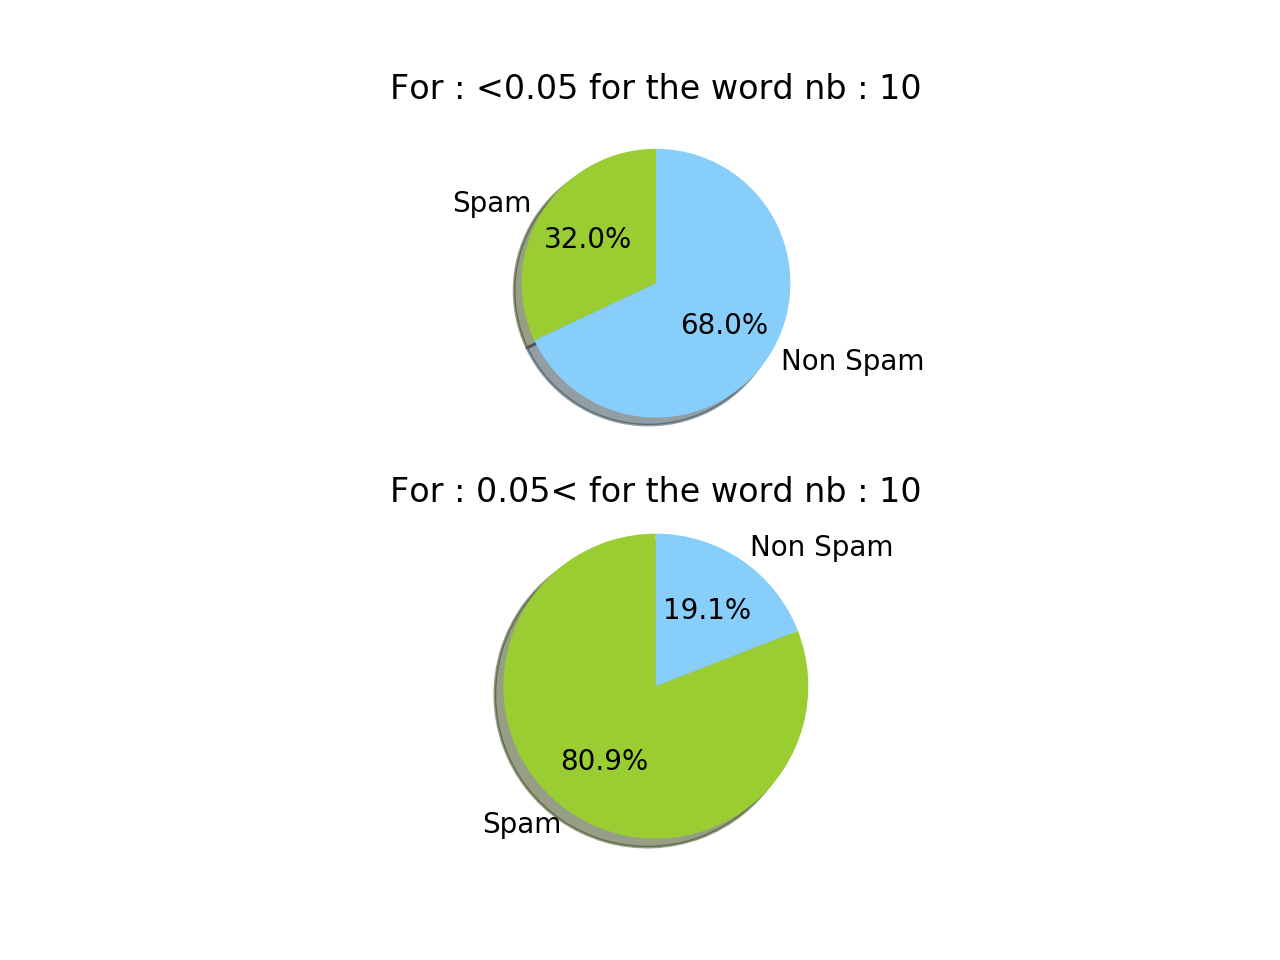 For : <0.05 for the word nb : 10
Spam
32.0%
68.0%
Non Spam
For : 0.05< for the word nb : 10
Non Spam
19.1%
80.9%
Spam